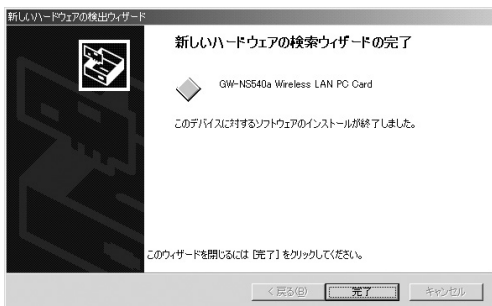 新しいハードウェアの検出ウィザード
新しいハードウェアの検索ウィザードの完了
GW-NS540a Wireless LAN PC Card
このデバイスに対するソフトウェアのインストールが終了しました。
このウィザードを閉じるには [完了] をクリックしてください。
< 戻る(B) 完了 キャンセル